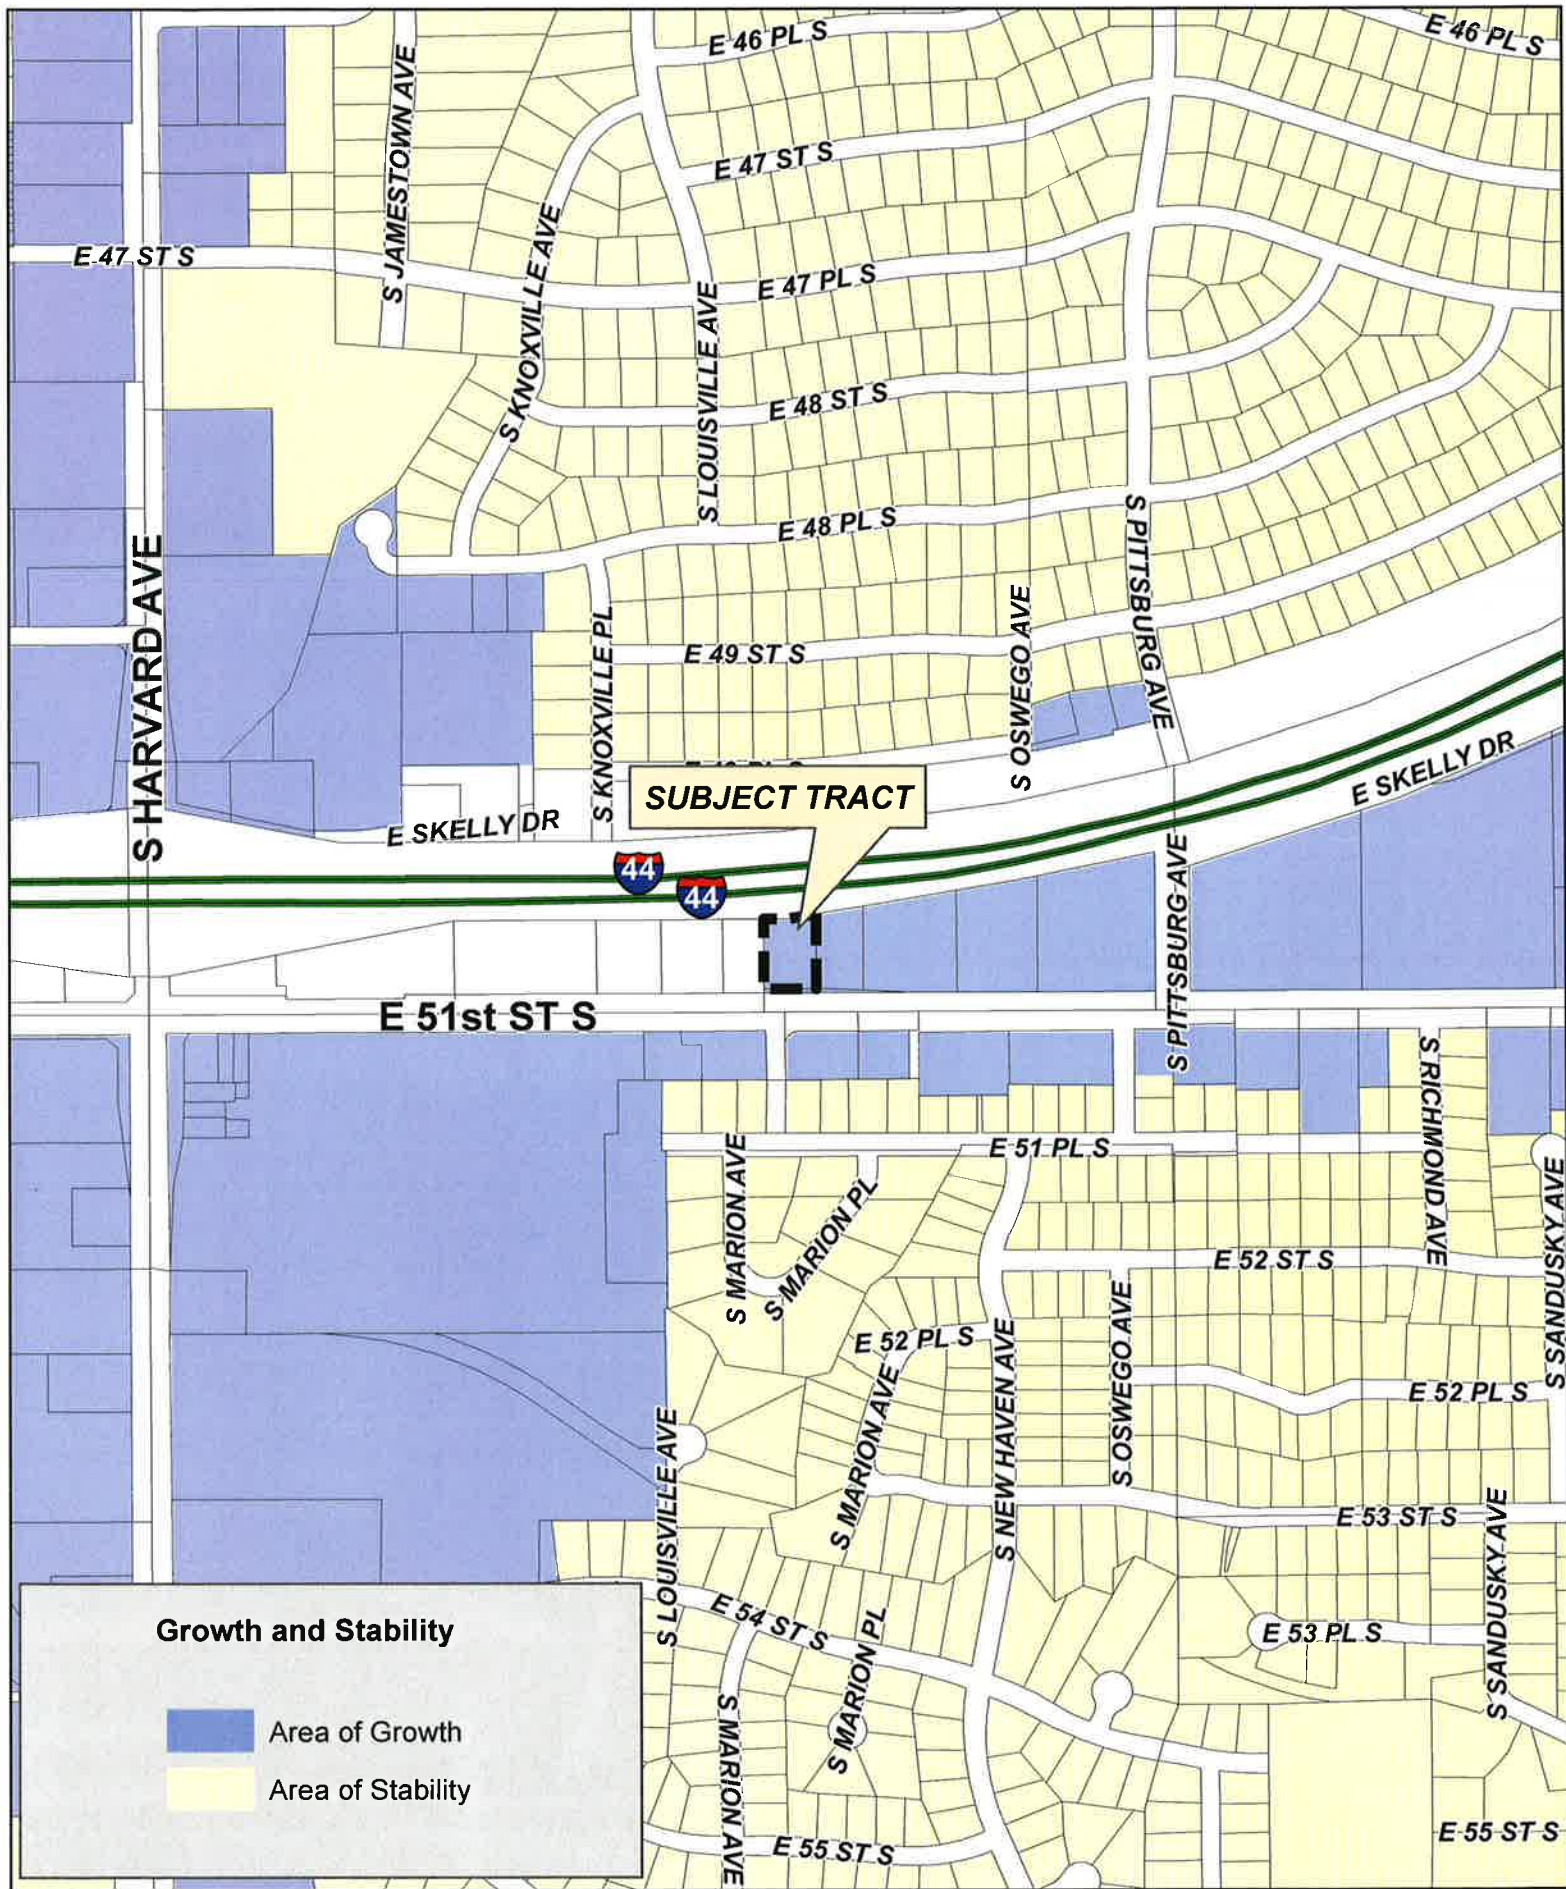 E 46 PL S
E 46 PL S
S JAMESTOWN AVE
E 47 ST S
E 47 ST S
S KNOXVILLE AVE
E 47 PL S
S LOUISVILLE AVE
E 48 ST S
E 48 PL S
S PITTSBURG AVE
S HARVARD AVE
S KNOXVILLE PL
E 49 ST S
S OSWEGO AVE
SUBJECT TRACT
E SKELLY DR
E SKELLY DR
44
44
S PITTSBURG AVE
E 51st ST S
S RICHMOND AVE
E 51 PL S
S MARION AVE
S MARION PL
S SANDUSKY AVE
E 52 ST S
S OSWEGO AVE
E 52 PL S
S NEW HAVEN AVE
S MARION AVE
E 52 PL S
S LOUISVILLE AVE
E 53 ST S
S SANDUSKY AVE
E 54 ST S
S MARION PL
E 53 PL S
S MARION AVE
E 55 ST S
E 55 ST S
Growth and Stability
Area of Growth
Area of Stability